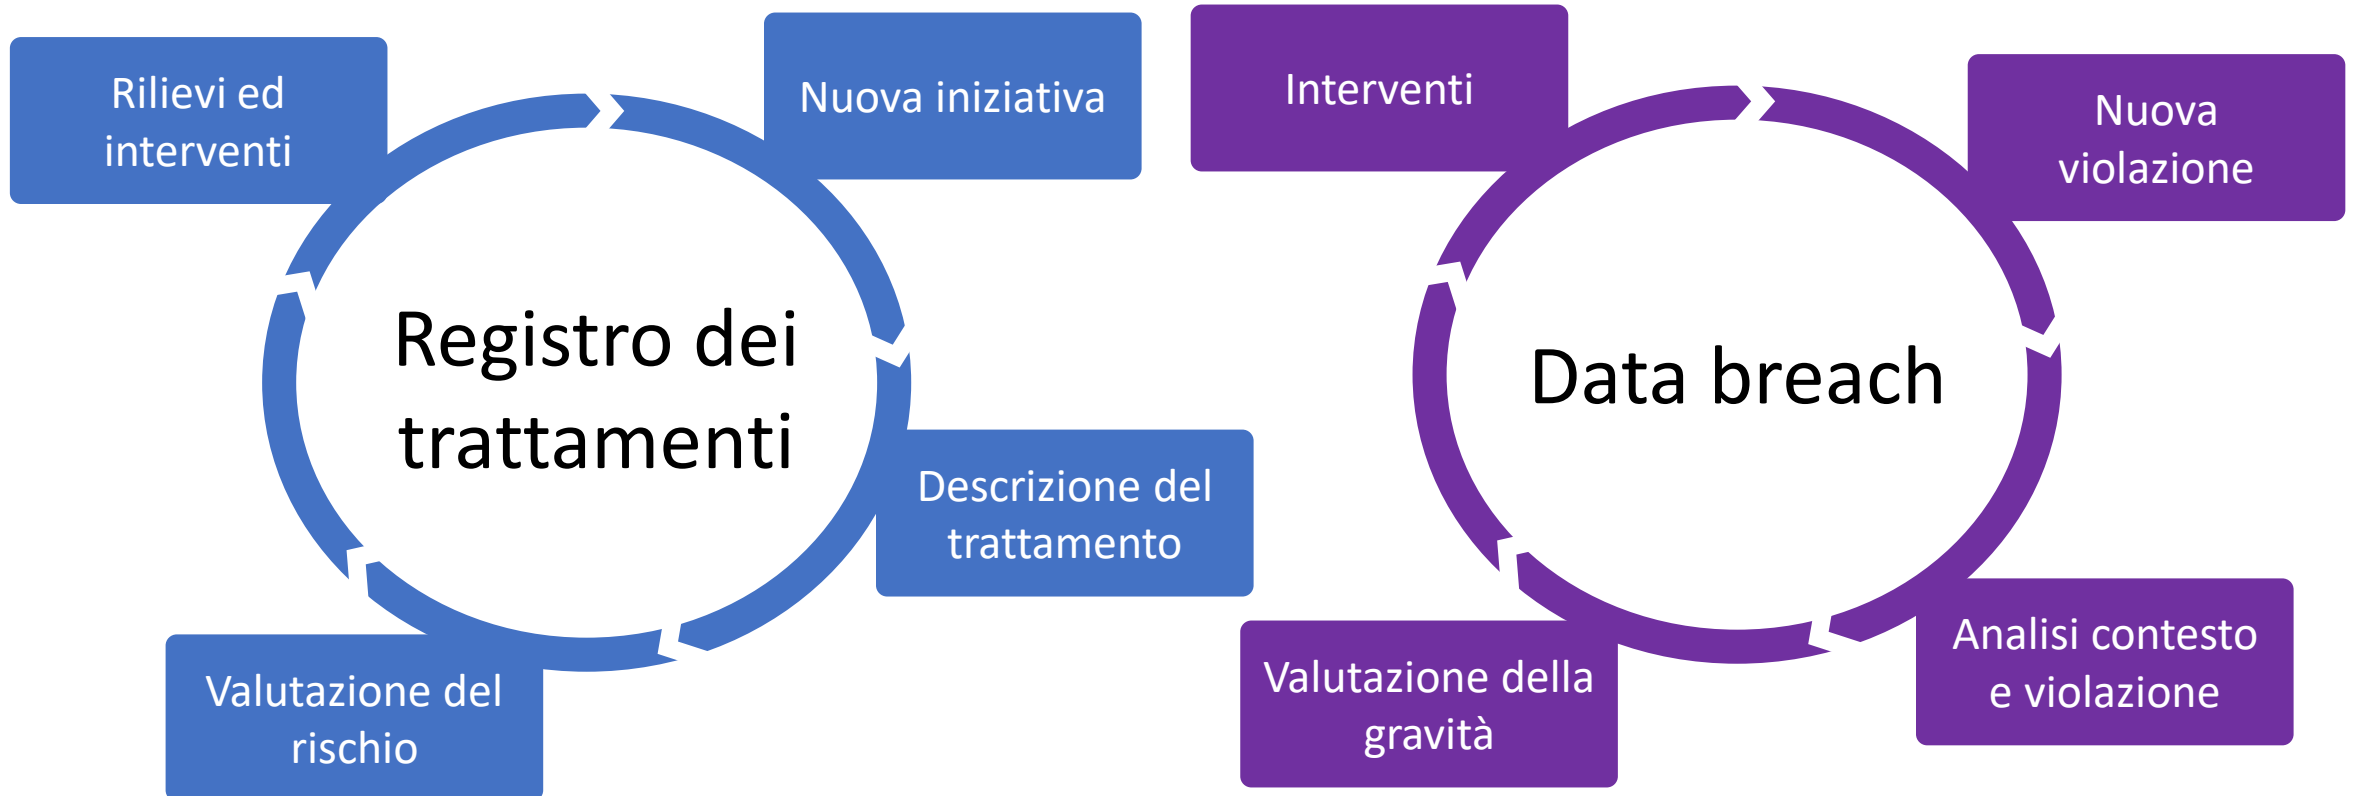 Rilievi ed
interventi
Nuova iniziativa
Registro dei
trattamenti
Descrizione del
trattamento
Valutazione del
rischio
Interventi
Nuova
violazione
Data breach
Analisi contesto
e violazione
Valutazione della
gravità